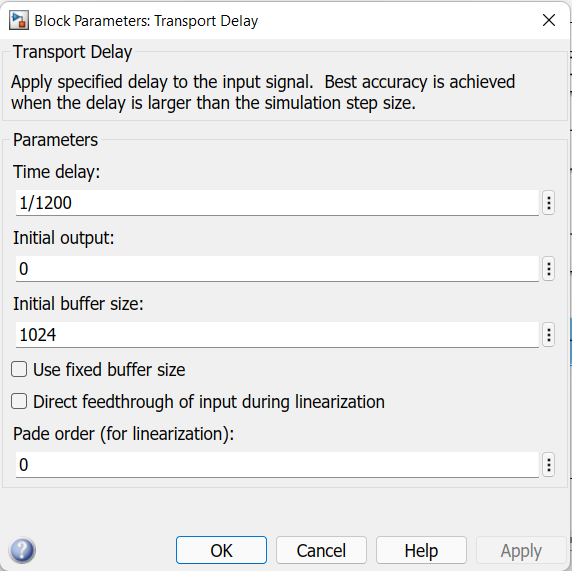 Block Parameters: Transport Delay
Transport Delay
Apply specified delay to the input signal.  Best accuracy is achieved
when the delay is larger than the simulation step size.
Parameters
Time delay:
1/1200
Initial output:
0
Initial buffer size:
1024
Use fixed buffer size
Direct feedthrough of input during linearization
Pade order (for linearization):
0
?
OK
Cancel
Help
Apply